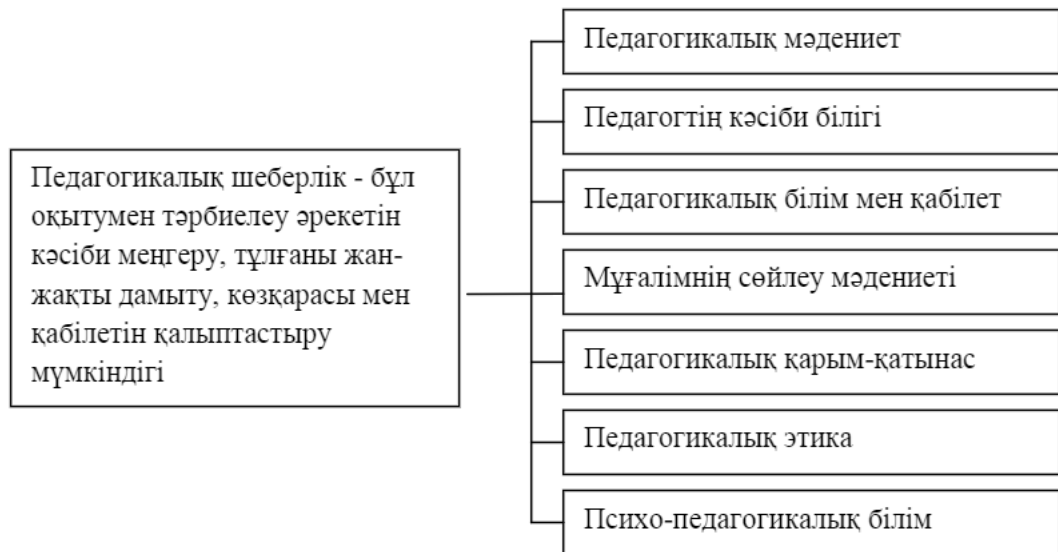 Педагогикалық шеберлік - бұл
оқытумен тәрбиелеу әрекетін
кәсіби меңгеру, тұлғаны жан-
жақты дамыту, көзқарасы мен
қабілетін қалыптастыру
мүмкіндігі
Педагогикалық мәдениет
Педагогтің кәсіби білігі
Педагогикалық білім мен қабілет
Мұғалімнің сөйлеу мәдениеті
Педагогикалық қарым-қатынас
Педагогикалық этика
Психо-педагогикалық білім